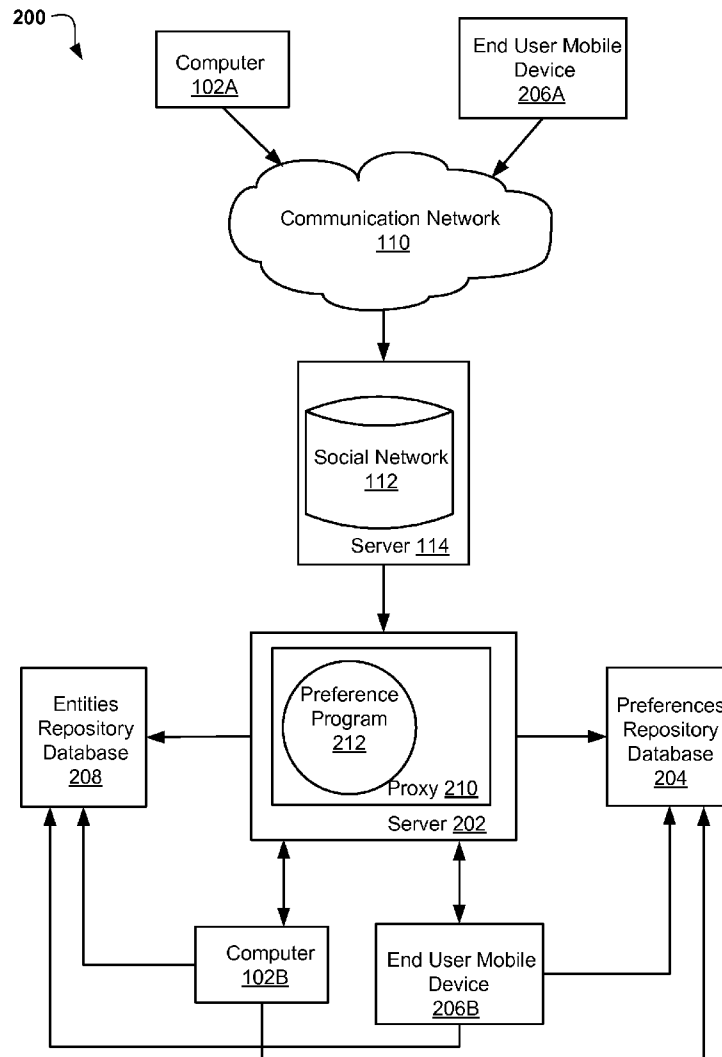 200
Computer
102A
End User Mobile
Device
206A
Communication Network
110
Social Network
112
Server 114
Entities
Repository
Database
208
Preference
Program
212
Proxy 210
Server 202
Preferences
Repository
Database
204
Computer
102B
End User Mobile
Device
206B